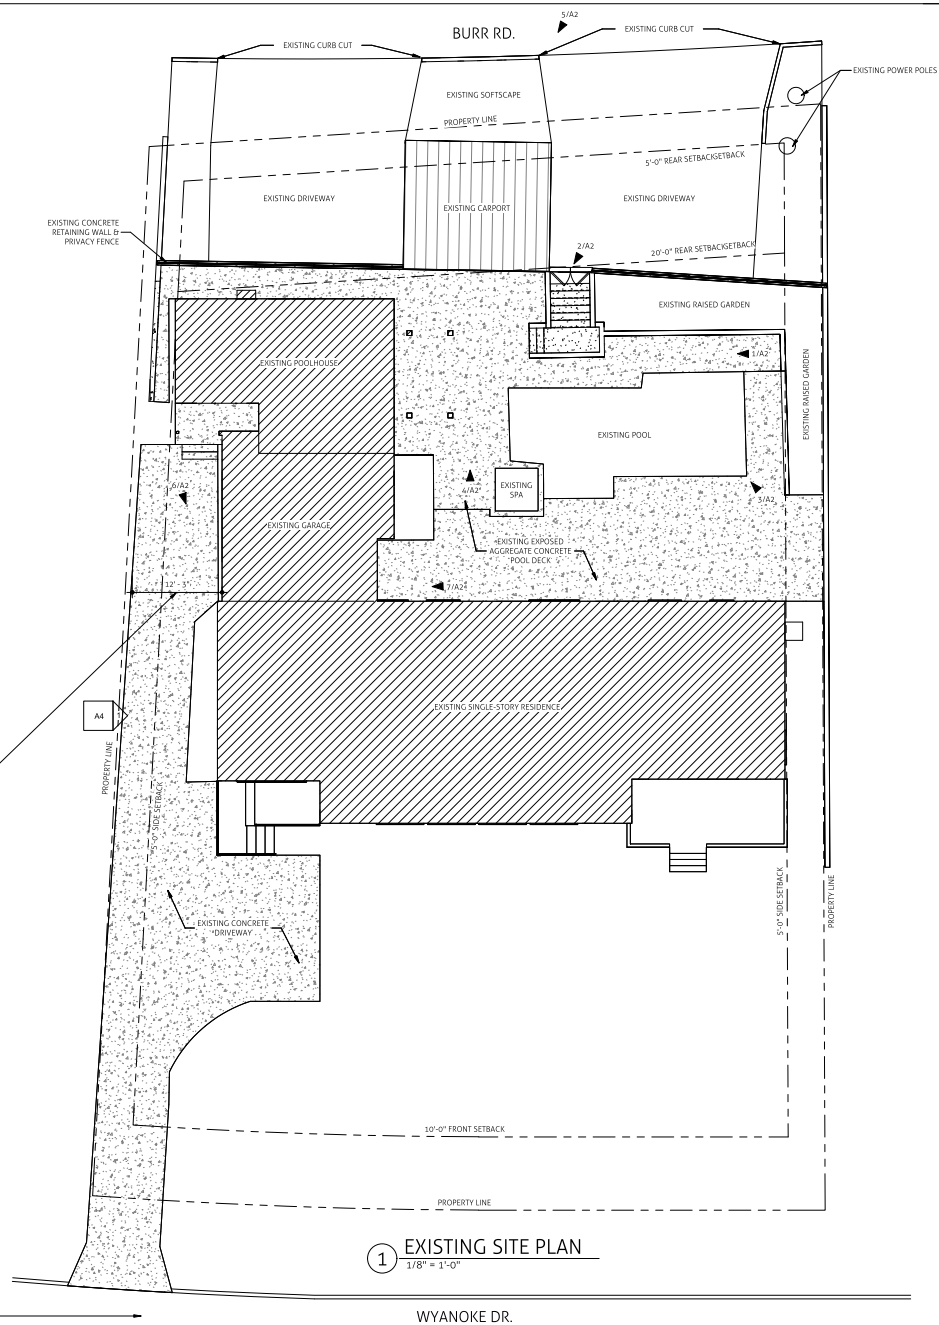 5/A2
BURR RD.
EXISTING CURB CUT
EXISTING CURB CUT
EXISTING POWER POLES
EXISTING SOFTSCAPE
PROPERTY LINE
5'-0" REAR SETBACKGETBACK
EXISTING DRIVEWAY
EXISTING CARPORT
EXISTING DRIVEWAY
EXISTING CONCRETE
RETAINING WALL &
PRIVACY FENCE
2/A2
20'-0" REAR SETBACKGETBACK
EXISTING RAISED GARDEN
EXISTING POOLHOUSE
1/A2
EXISTING RAISED GARDEN
EXISTING POOL
6/A2
4/A2
EXISTING
SPA
3/A2
EXISTING GARAGE
EXISTING EXPOSED
AGGREGATE CONCRETE
POOL DECK
12' - 3"
7/A2
EXISTING SINGLE-STORY RESIDENCE
A4
PROPERTY LINE
5'-0" SIDE SETBACK
EXISTING CONCRETE
DRIVEWAY
5'-0" SIDE SETBACK
PROPERTY LINE
10'-0" FRONT SETBACK
PROPERTY LINE
1 EXISTING SITE PLAN
1/8" = 1'-0"
WYANOKE DR.